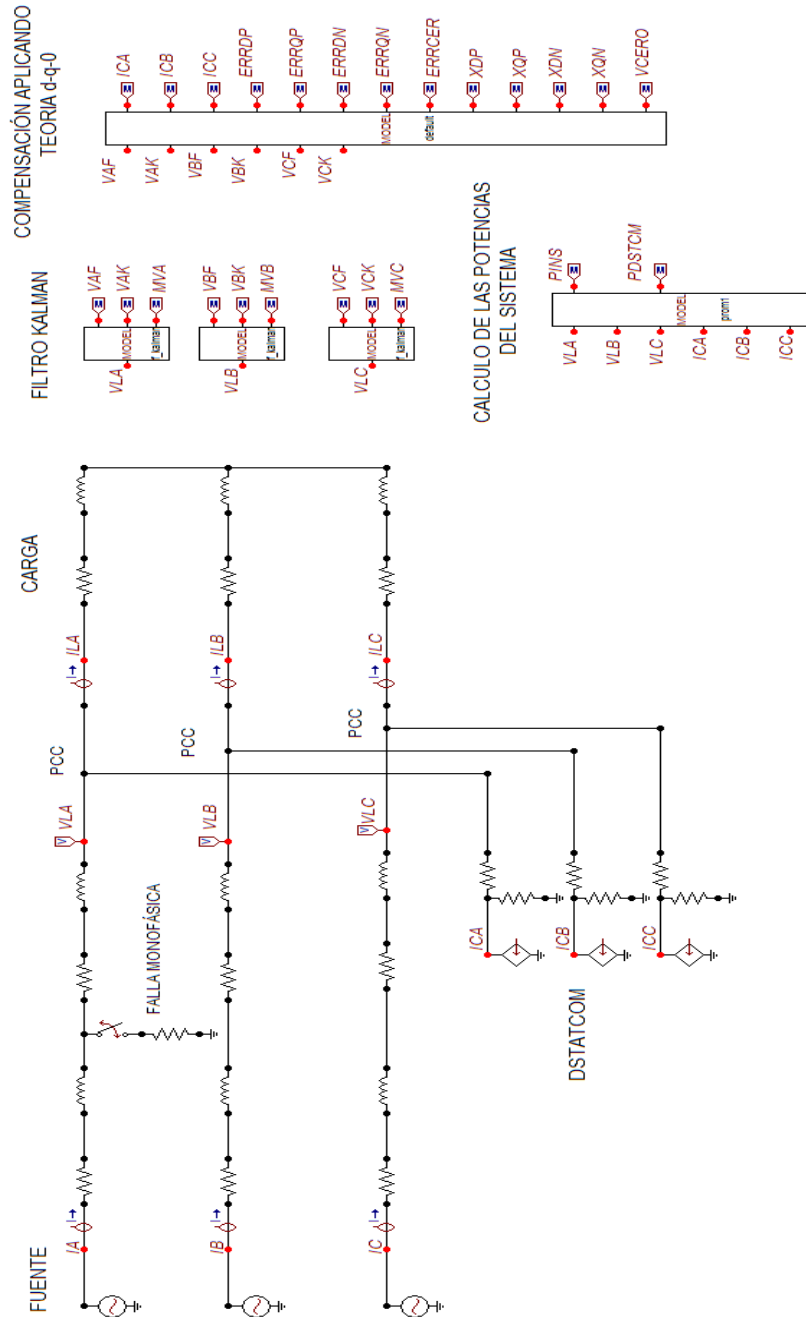 FUENTE
CARGA
FILTRO KALMAN
COMPENSACIÓN APLICANDO
TEORIA d-q-0
IA
FALLA MONOFÁSICA
VLA
PCC
I
ILA
I
IB
VLB
PCC
I
ILB
I
IC
VLC
PCC
I
ILC
I
V
V
V
DSTATCOM
ICA
ICB
ICC
VLA
MODEL
f_kalman
VAF
VAK
MVA
VLB
MODEL
f_kalman
VBF
VBK
MVB
VLC
MODEL
f_kalman
VCF
VCK
MVC
VAF
VAK
VBF
VBK
VCF
VCK
MODEL
default
ICA
ICB
ICC
ERRDP
ERRQP
ERRDN
ERRQN
ERRCER
XDP
XQP
XDN
XQN
VCERO
CALCULO DE LAS POTENCIAS
DEL SISTEMA
VLA
VLB
VLC
ICA
ICB
ICC
MODEL
prom1
PINS
PDSTCM